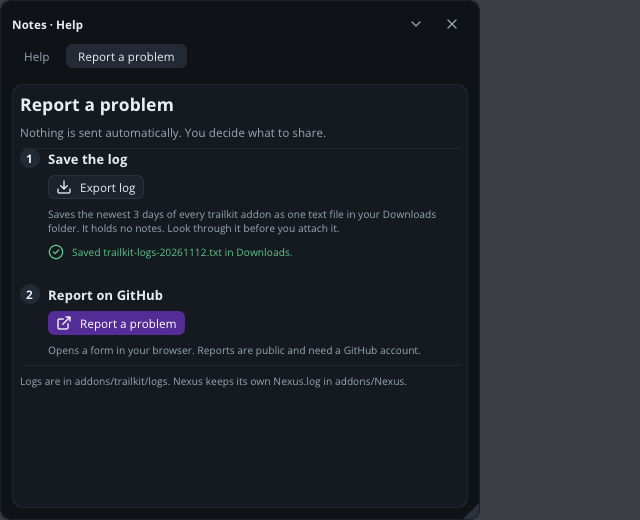 Notes · Help
Help
Report a problem
Report a problem
Nothing is sent automatically. You decide what to share.
1 Save the log
Export log
Saves the newest 3 days of every trailkit addon as one text file in your Downloads
folder. It holds no notes. Look through it before you attach it.
Saved trailkit-logs-20261112.txt in Downloads.
2 Report on GitHub
Report a problem
Opens a form in your browser. Reports are public and need a GitHub account.
Logs are in addons/trailkit/logs. Nexus keeps its own Nexus.log in addons/Nexus.